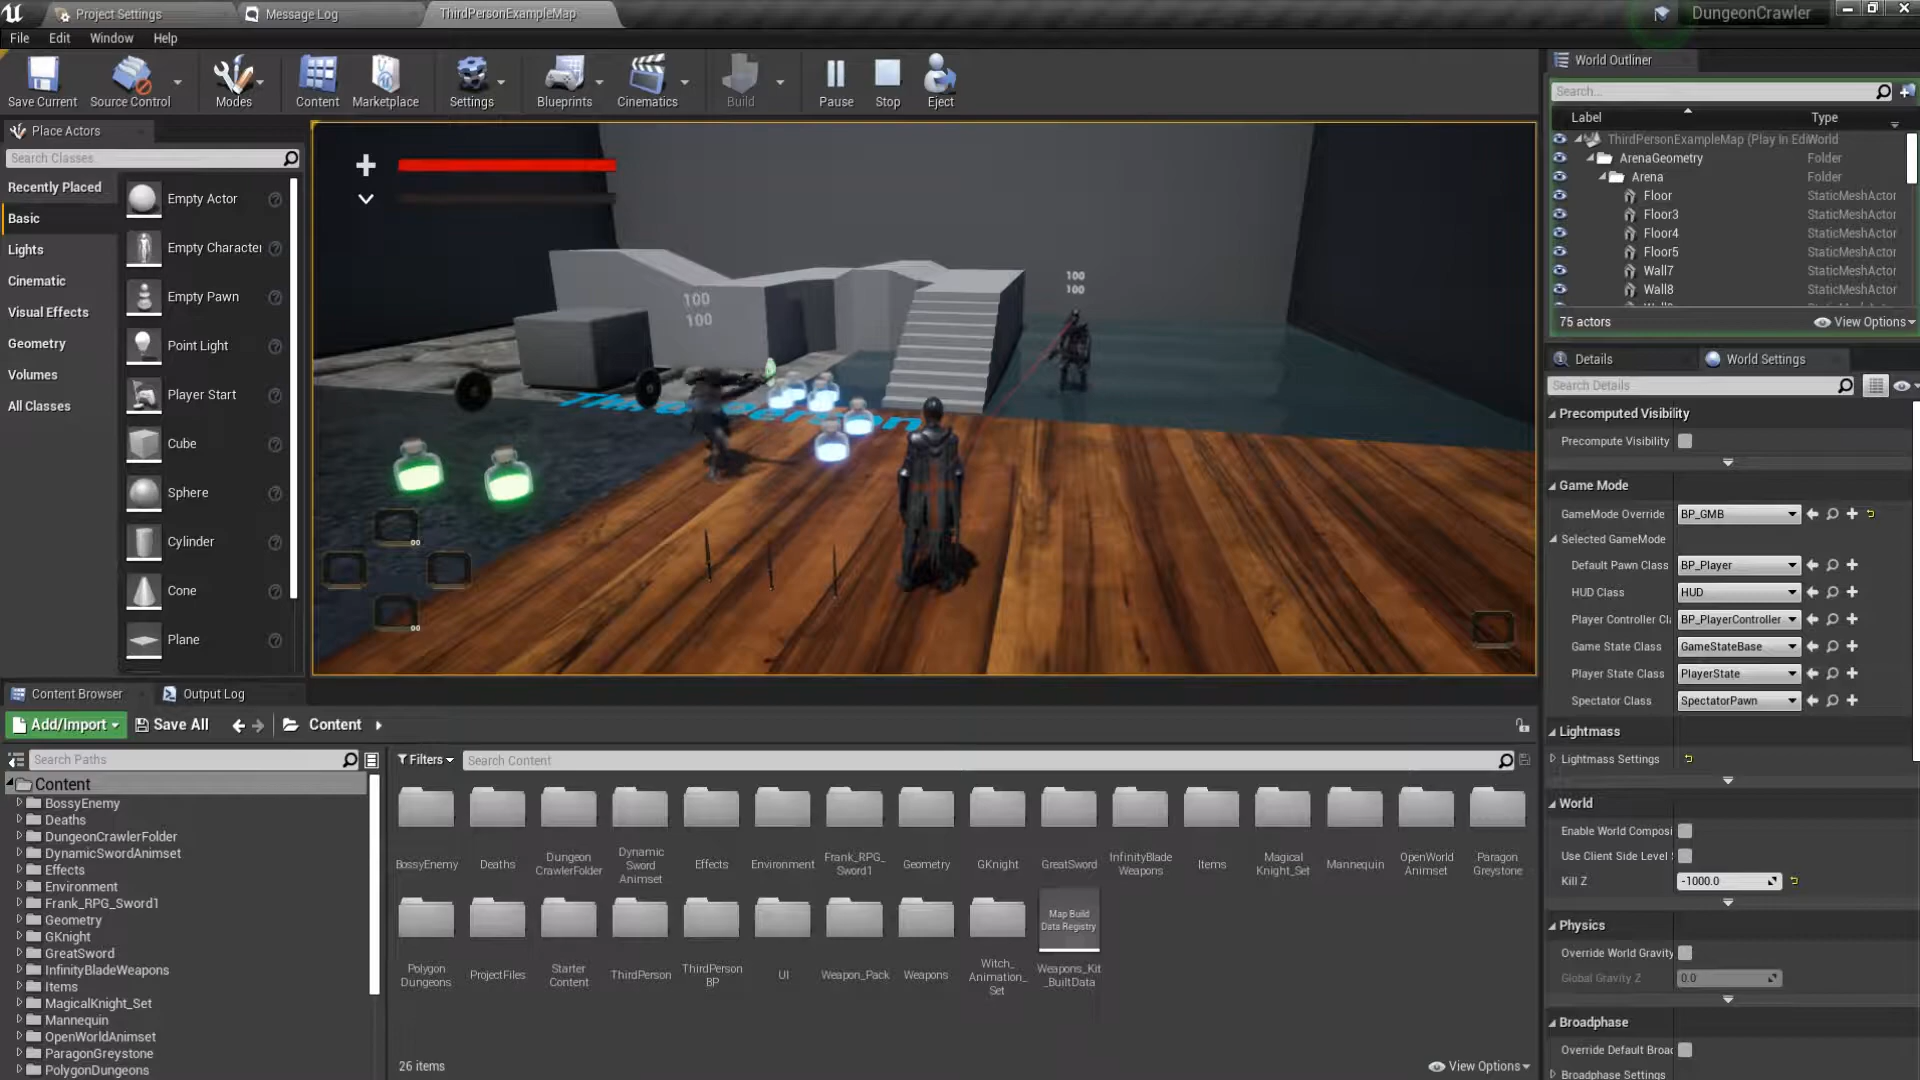 Project Settings
Message Log
ThirdPersonExampleMap
DungeonCrawler
File
Edit
Window
Help
Save Current
Source Control
Modes
Content
Marketplace
Settings
Blueprints
Cinematics
Build
Pause
Stop
Eject
Place Actors
Search Classes
Recently Placed
Basic
Lights
Cinematic
Visual Effects
Geometry
Volumes
All Classes
Empty Actor
Empty Character
Empty Pawn
Point Light
Player Start
Cube
Sphere
Cylinder
Cone
Plane
100
100
100
100
World Outliner
Search...
Label
Type
ThirdPersonExampleMap (Play In Edi
World
ArenaGeometry
Folder
Arena
Folder
Floor
StaticMeshActor
Floor3
StaticMeshActor
Floor4
StaticMeshActor
Floor5
StaticMeshActor
Wall7
StaticMeshActor
Wall8
StaticMeshActor
75 actors
View Options
Details
World Settings
Search Details
Precomputed Visibility
Precompute Visibility
Game Mode
GameMode Override
BP_GMB
Selected GameMode
Default Pawn Class
BP_Player
HUD Class
HUD
Player Controller Cl
BP_PlayerController
Game State Class
GameStateBase
Player State Class
PlayerState
Spectator Class
SpectatorPawn
Lightmass
Lightmass Settings
World
Enable World Composi
Use Client Side Level
Kill Z
-1000.0
Physics
Override World Gravity
Global Gravity Z
0.0
Broadphase
Override Default Broac
Broadphase Settings
Content Browser
Output Log
Add/Import
Save All
Content
Search Paths
Filters
Search Content
Content
BossyEnemy
Deaths
DungeonCrawlerFolder
DynamicSwordAnimset
Effects
Environment
Frank_RPG_Sword1
Geometry
GKnight
GreatSword
InfinityBladeWeapons
Items
MagicalKnight_Set
Mannequin
OpenWorldAnimset
ParagonGreystone
PolygonDungeons
BossyEnemy
Deaths
Dungeon
CrawlerFolder
Dynamic
Sword
Animset
Effects
Environment
Frank_RPG_
Sword1
Geometry
GKnight
GreatSword
InfinityBlade
Weapons
Items
Magical
Knight_Set
Mannequin
OpenWorld
Animset
Paragon
Greystone
Polygon
Dungeons
ProjectFiles
Starter
Content
ThirdPerson
ThirdPerson
BP
UI
Weapon_Pack
Weapons
Witch_
Animation_
Set
Map Build
Data Registry
Weapons_Kit
_BuiltData
26 items
View Options